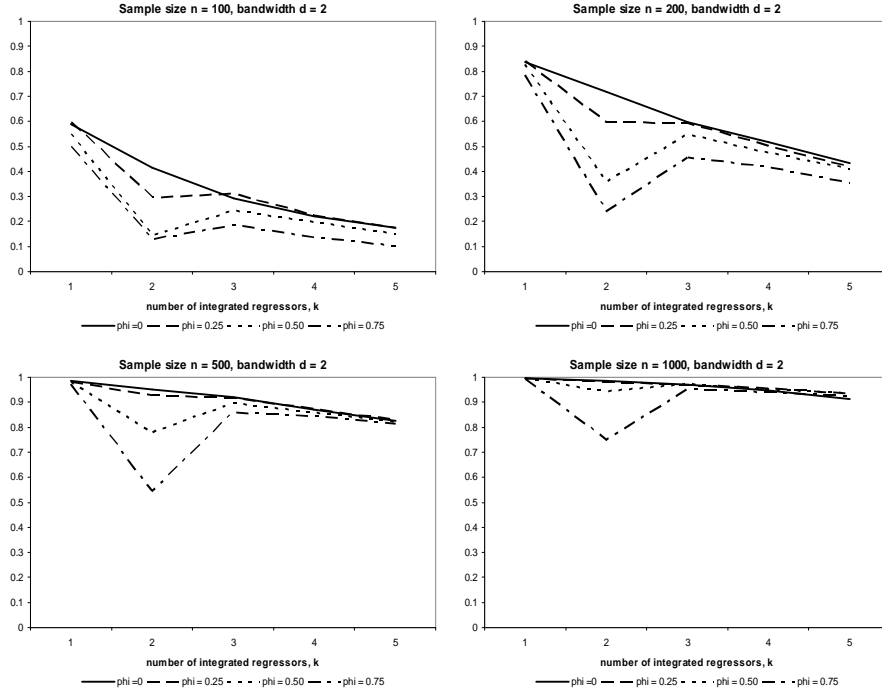 Sample size n = 100, bandwidth d = 2
1
0.9
0.8
0.7
0.6
0.5
0.4
0.3
0.2
0.1
0
1 2 3 4 5
number of integrated regressors, k
phi =0 phi = 0.25 phi = 0.50 phi = 0.75
Sample size n = 200, bandwidth d = 2
1
0.9
0.8
0.7
0.6
0.5
0.4
0.3
0.2
0.1
0
1 2 3 4 5
number of integrated regressors, k
phi =0 phi = 0.25 phi = 0.50 phi = 0.75
Sample size n = 500, bandwidth d = 2
1
0.9
0.8
0.7
0.6
0.5
0.4
0.3
0.2
0.1
0
1 2 3 4 5
number of integrated regressors, k
phi =0 phi = 0.25 phi = 0.50 phi = 0.75
Sample size n = 1000, bandwidth d = 2
1
0.9
0.8
0.7
0.6
0.5
0.4
0.3
0.2
0.1
0
1 2 3 4 5
number of integrated regressors, k
phi =0 phi = 0.25 phi = 0.50 phi = 0.75